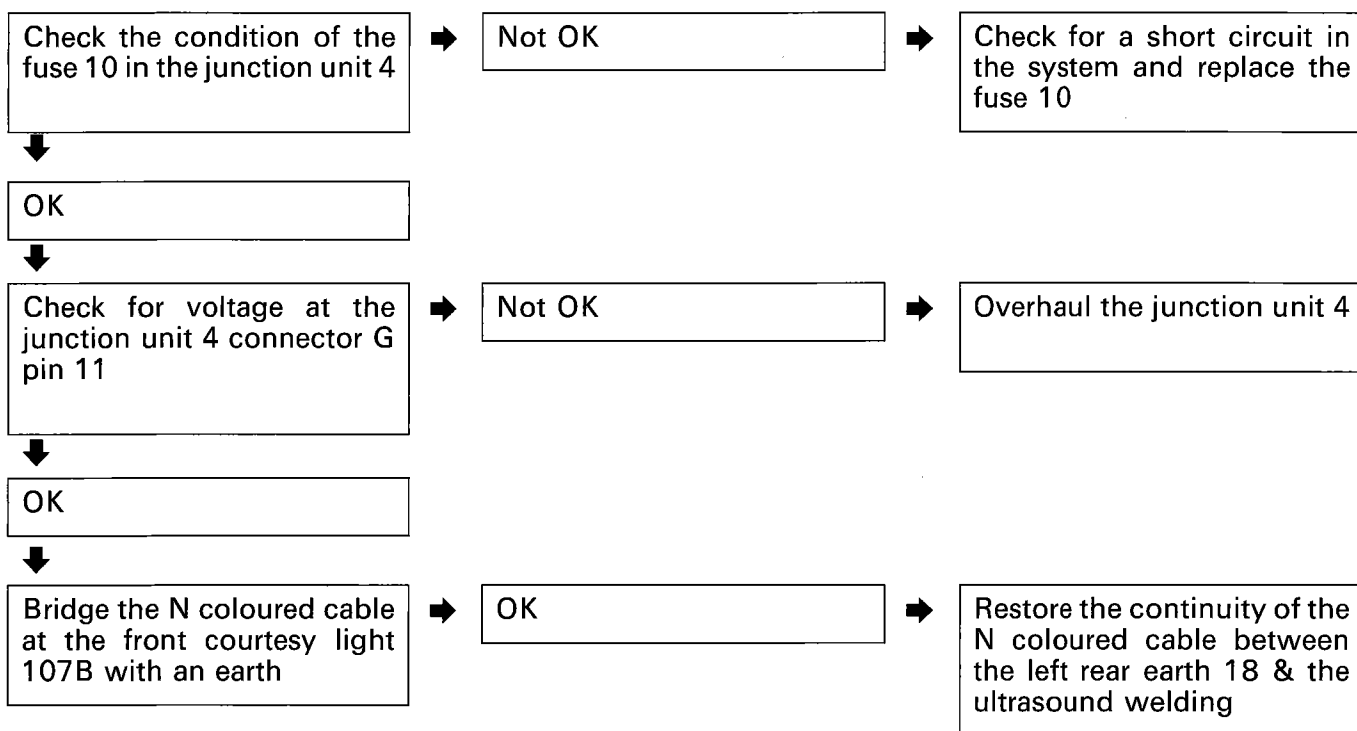 Check the condition of the
fuse 10 in the junction unit 4
Not OK
Check for a short circuit in
the system and replace the
fuse 10
OK
Check for voltage at the
junction unit 4 connector G
pin 11
Not OK
Overhaul the junction unit 4
OK
Bridge the N coloured cable
at the front courtesy light
107B with an earth
OK
Restore the continuity of the
N coloured cable between
the left rear earth 18 & the
ultrasound welding